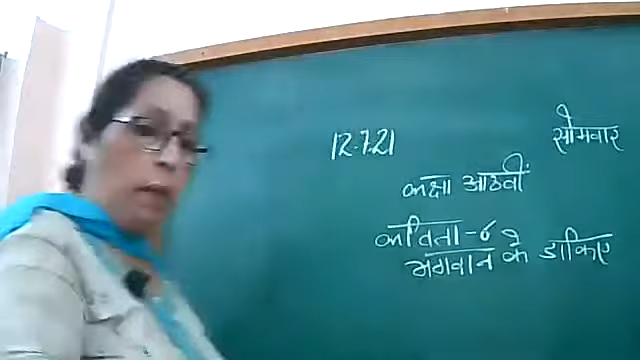 12.7.21 सोमवार
कक्षा आठवीं
कविता-6
भगवान के डाकिए